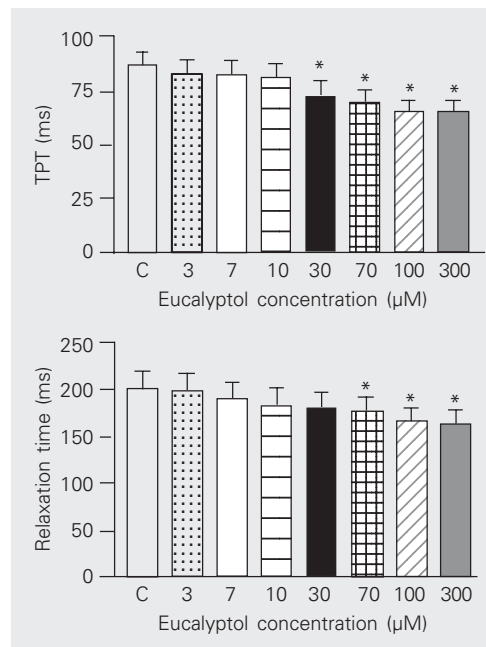 100
75
50
25
0
TPT (ms)
* * * *
C 3 7 10 30 70 100 300
Eucalyptol concentration (µM)
250
200
150
100
50
0
Relaxation time (ms)
* * *
C 3 7 10 30 70 100 300
Eucalyptol concentration (µM)